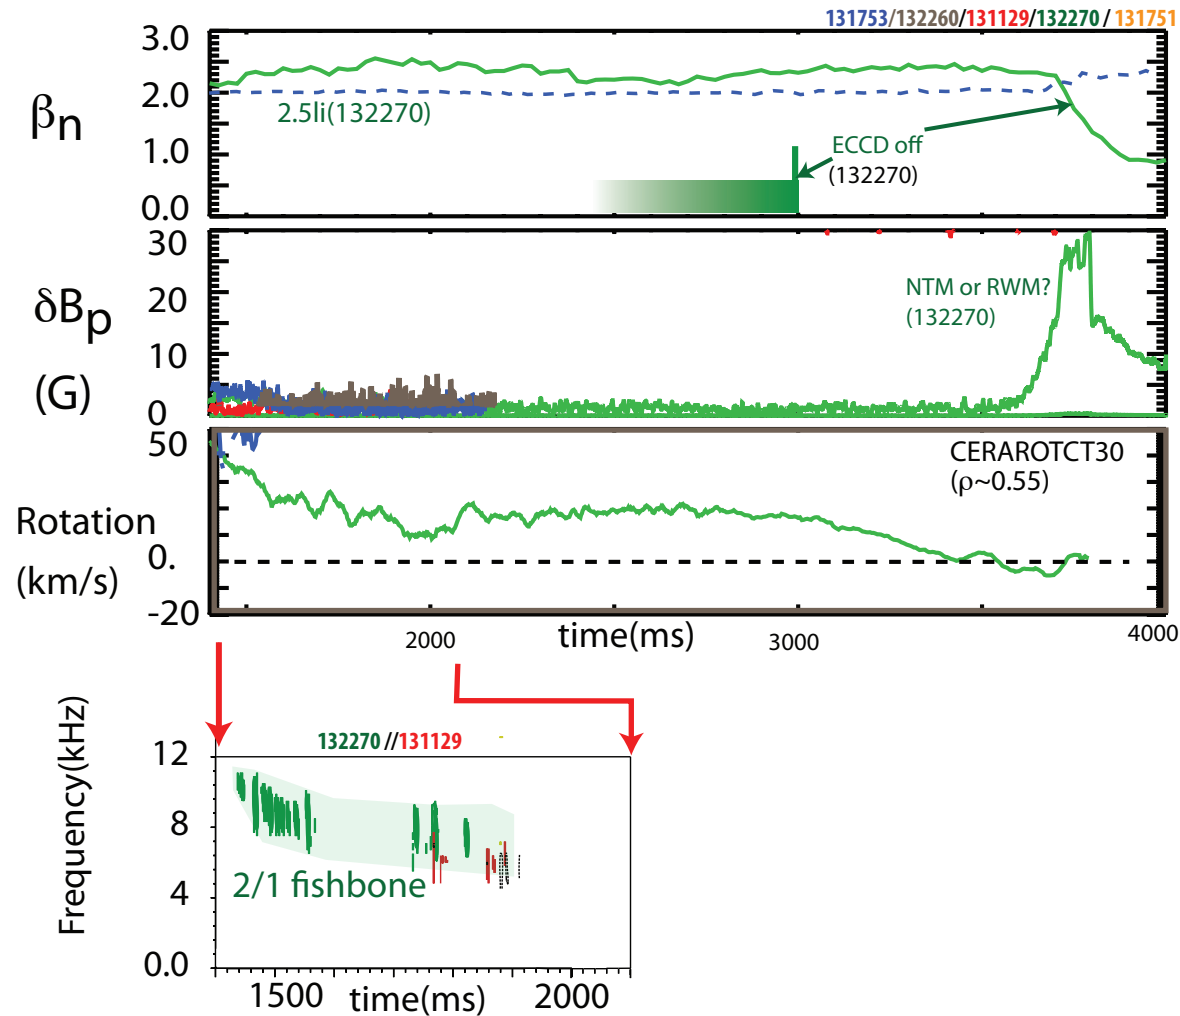 131753/132260/131129/132270 / 131751
3.0
2.0
1.0
0.0
βn
2.5li(132270)
ECCD off
(132270)
30
20
10
0
δBp
(G)
NTM or RWM?
(132270)
50
0.
-20
Rotation
(km/s)
CERAROTCT30
(ρ~0.55)
2000
time(ms)
3000
4000
132270 //131129
Frequency(kHz)
12
8
4
0.0
2/1 fishbone
1500
time(ms)
2000